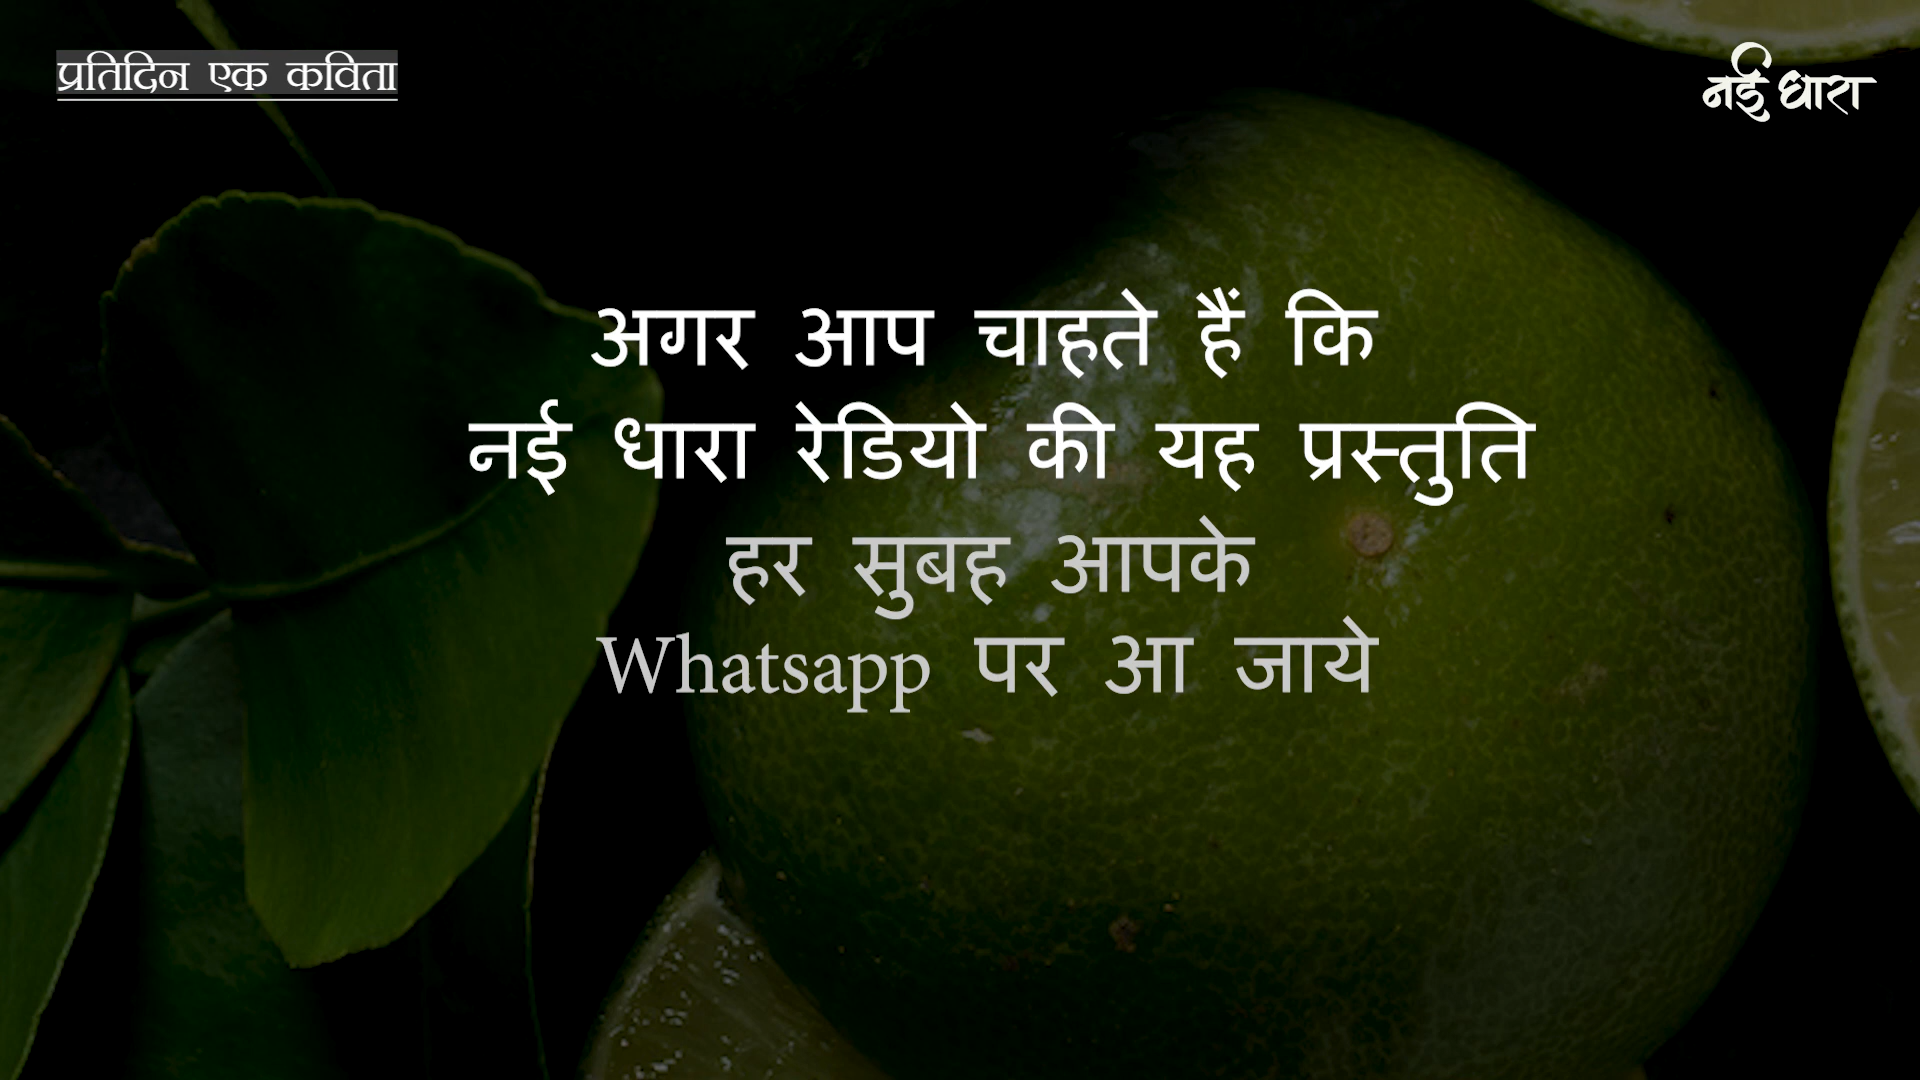 प्रतिदिन एक कविता
नई धारा
अगर आप चाहते हैं कि
नई धारा रेडियो की यह प्रस्तुति
हर सुबह आपके
Whatsapp पर आ जाये